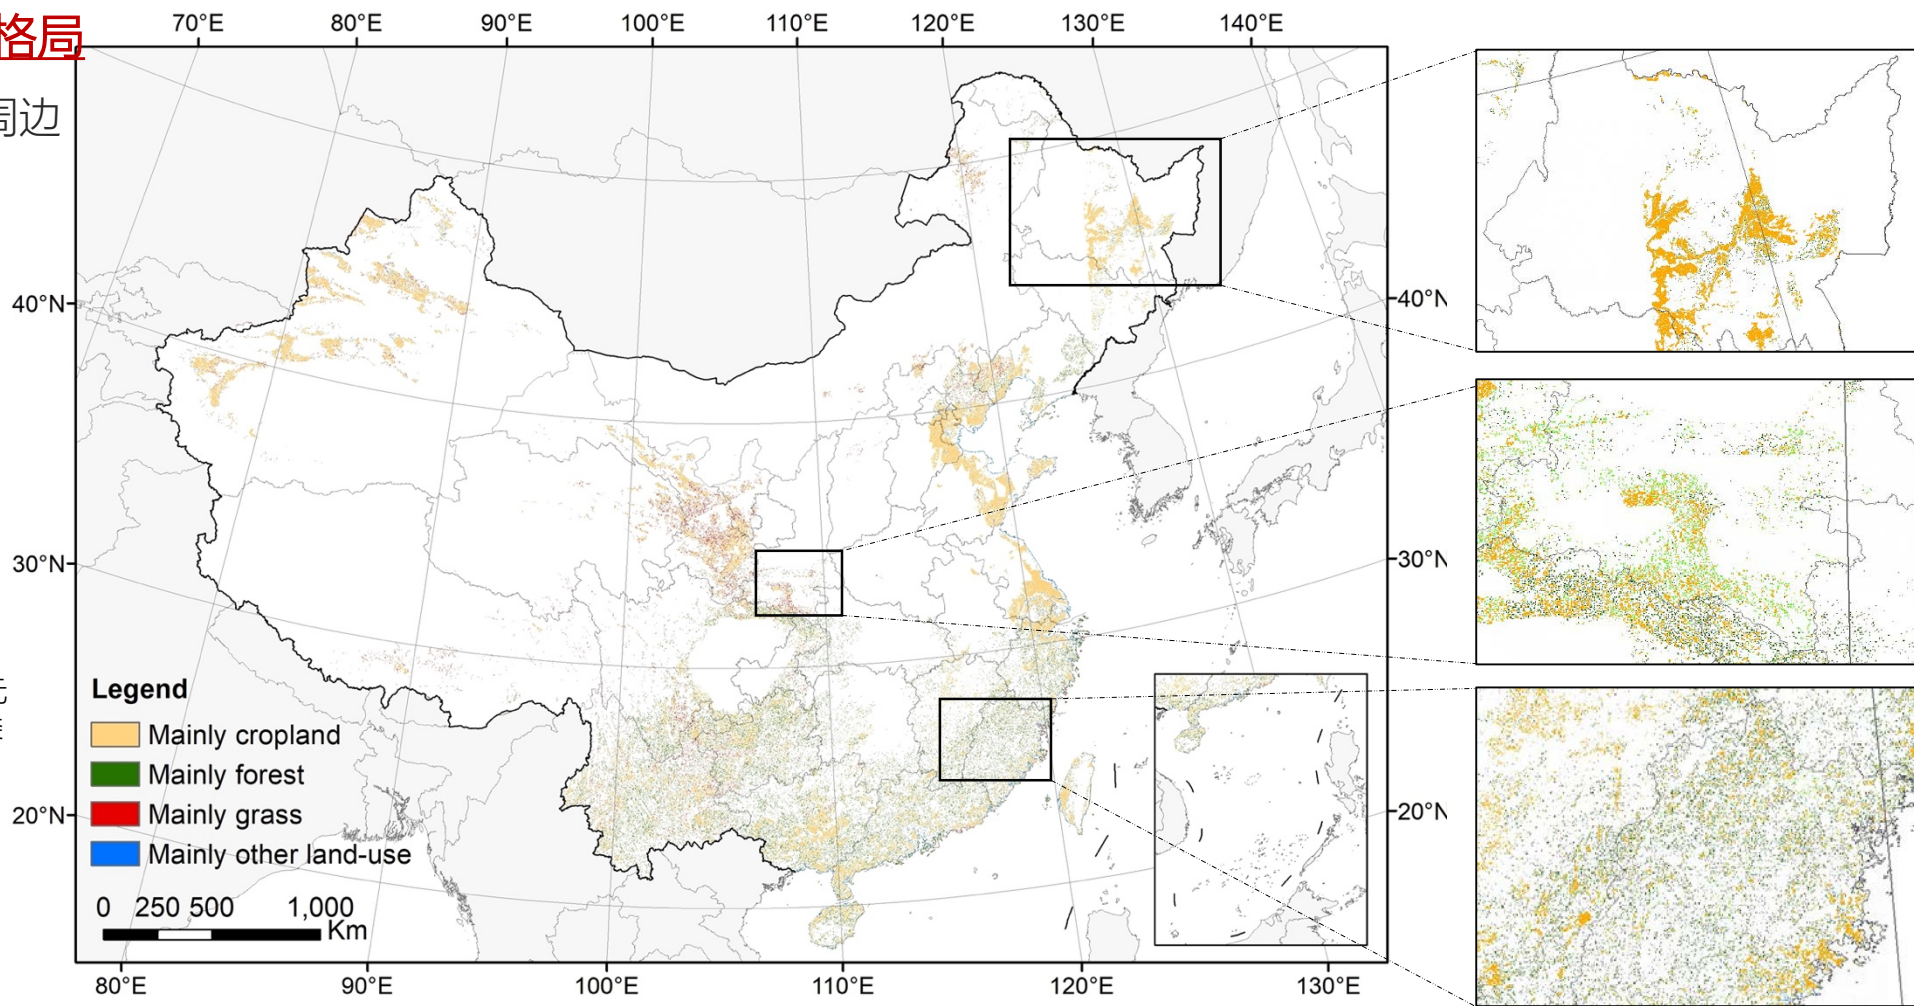 格局
周边
70°E 80°E 90°E 100°E 110°E 120°E 130°E 140°E
40°N
40°N
30°N
30°N
20°N
20°N
Legend
Mainly cropland
Mainly forest
Mainly grass
Mainly other land-use
0 250 500 1,000
Km
80°E 90°E 100°E 110°E 120°E 130°E